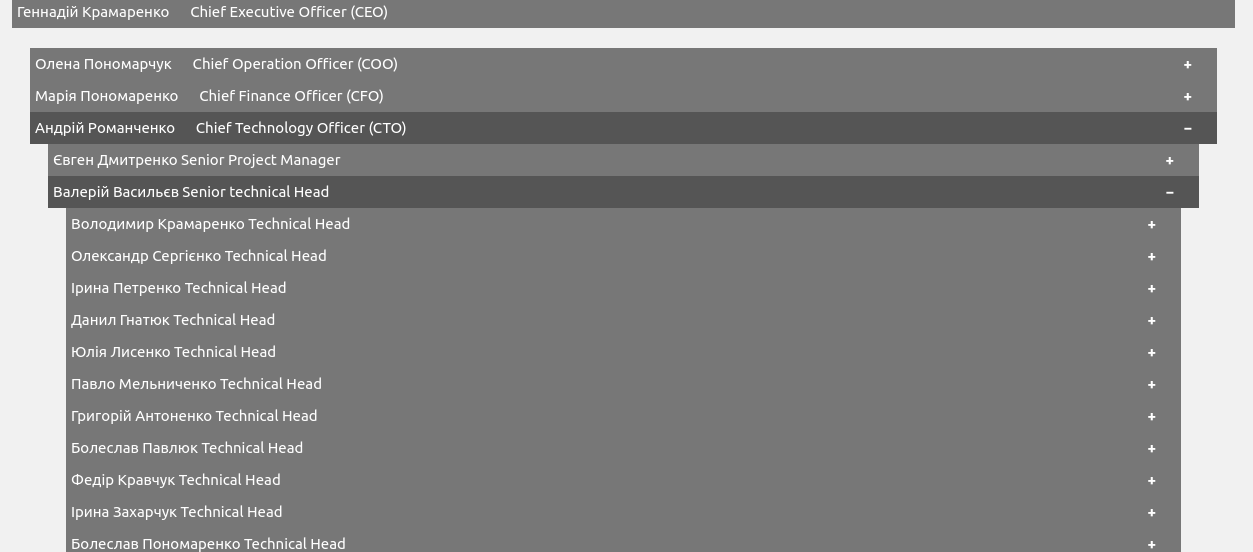 Геннадій Крамаренко Chief Executive Officer (CEO)
Олена Пономарчук Chief Operation Officer (COO) +
Марія Пономаренко Chief Finance Officer (CFO) +
Андрій Романченко Chief Technology Officer (CTO) −
Євген Дмитренко Senior Project Manager +
Валерій Васильєв Senior technical Head −
Володимир Крамаренко Technical Head +
Олександр Сергієнко Technical Head +
Ірина Петренко Technical Head +
Данил Гнатюк Technical Head +
Юлія Лисенко Technical Head +
Павло Мельниченко Technical Head +
Григорій Антоненко Technical Head +
Болеслав Павлюк Technical Head +
Федір Кравчук Technical Head +
Ірина Захарчук Technical Head +
Болеслав Пономаренко Technical Head +